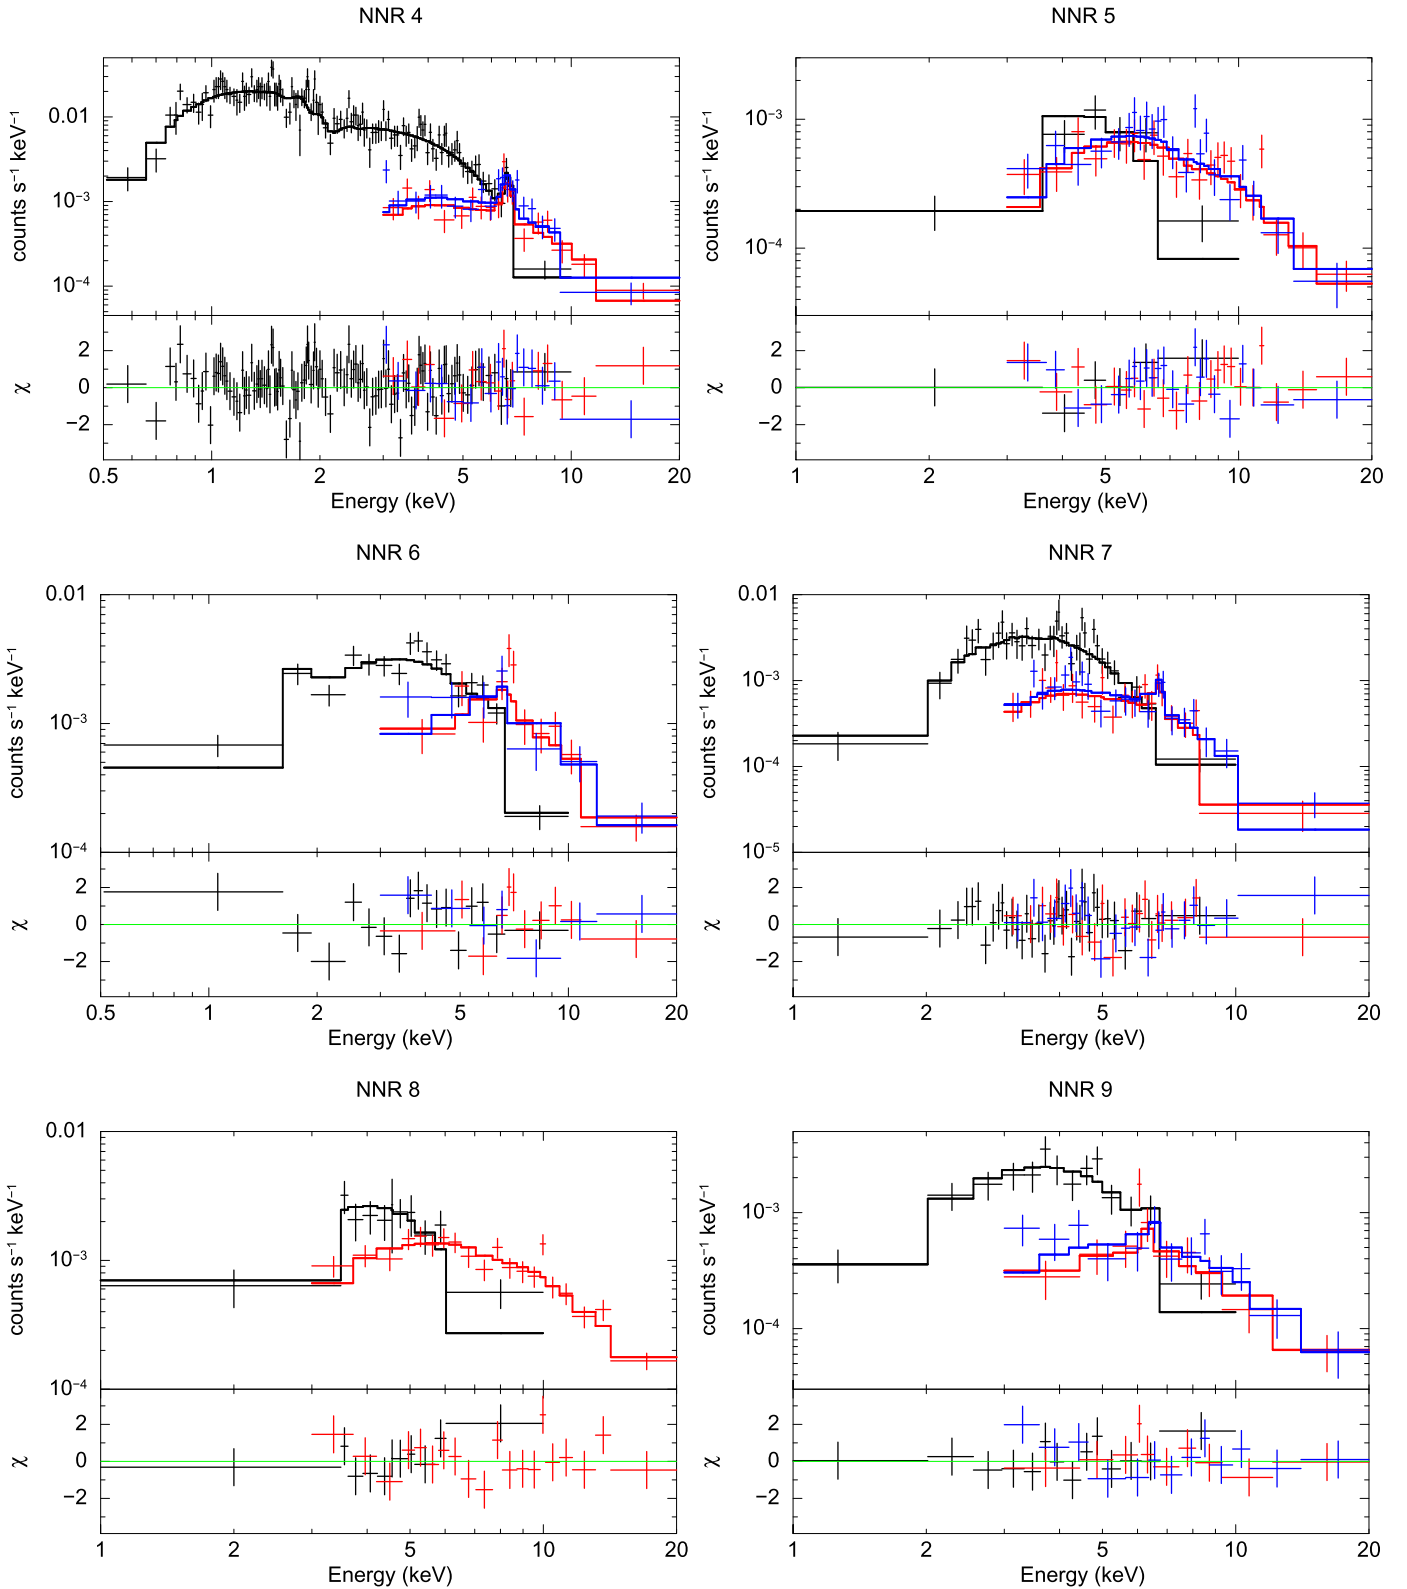 NNR 4
counts s⁻¹ keV⁻¹
0.01
10⁻³
10⁻⁴
χ
2
0
−2
0.5 1 2 5 10 20
Energy (keV)
NNR 5
counts s⁻¹ keV⁻¹
10⁻³
10⁻⁴
χ
2
0
−2
1 2 5 10 20
Energy (keV)
NNR 6
counts s⁻¹ keV⁻¹
0.01
10⁻³
10⁻⁴
χ
2
0
−2
0.5 1 2 5 10 20
Energy (keV)
NNR 7
counts s⁻¹ keV⁻¹
0.01
10⁻³
10⁻⁴
10⁻⁵
χ
2
0
−2
1 2 5 10 20
Energy (keV)
NNR 8
counts s⁻¹ keV⁻¹
0.01
10⁻³
10⁻⁴
χ
2
0
−2
1 2 5 10 20
Energy (keV)
NNR 9
counts s⁻¹ keV⁻¹
10⁻³
10⁻⁴
χ
2
0
−2
1 2 5 10 20
Energy (keV)